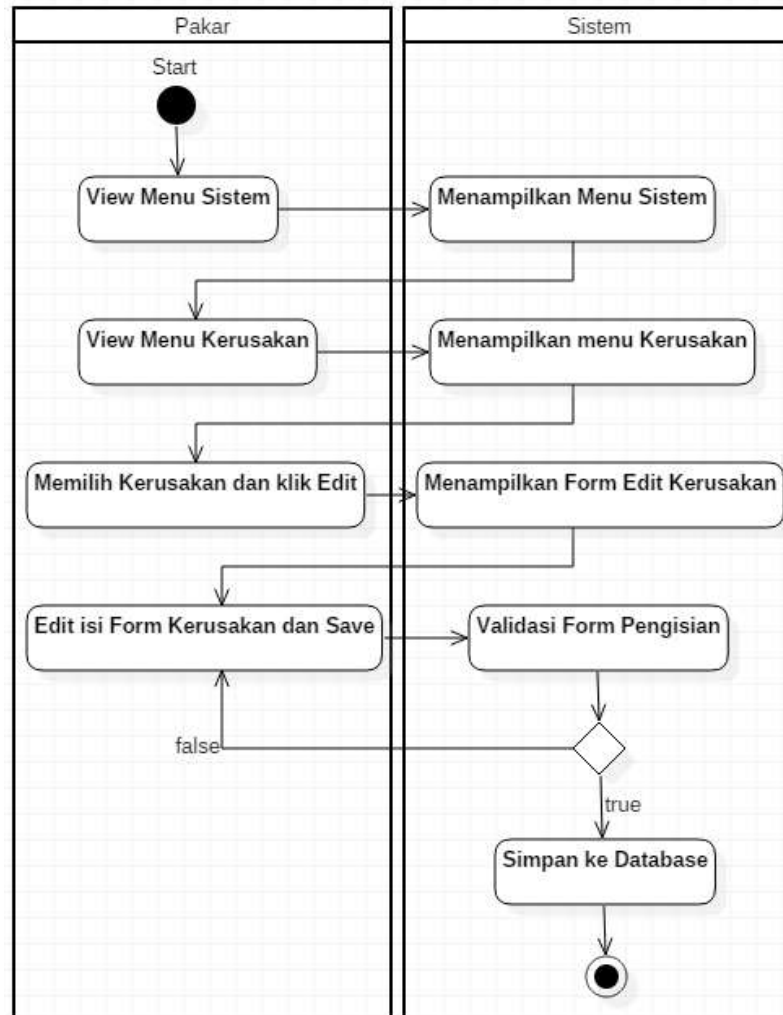 Pakar
Sistem
Start
View Menu Sistem
Menampilkan Menu Sistem
View Menu Kerusakan
Menampilkan menu Kerusakan
Memilih Kerusakan dan klik Edit
Menampilkan Form Edit Kerusakan
Edit isi Form Kerusakan dan Save
Validasi Form Pengisian
false
true
Simpan ke Database